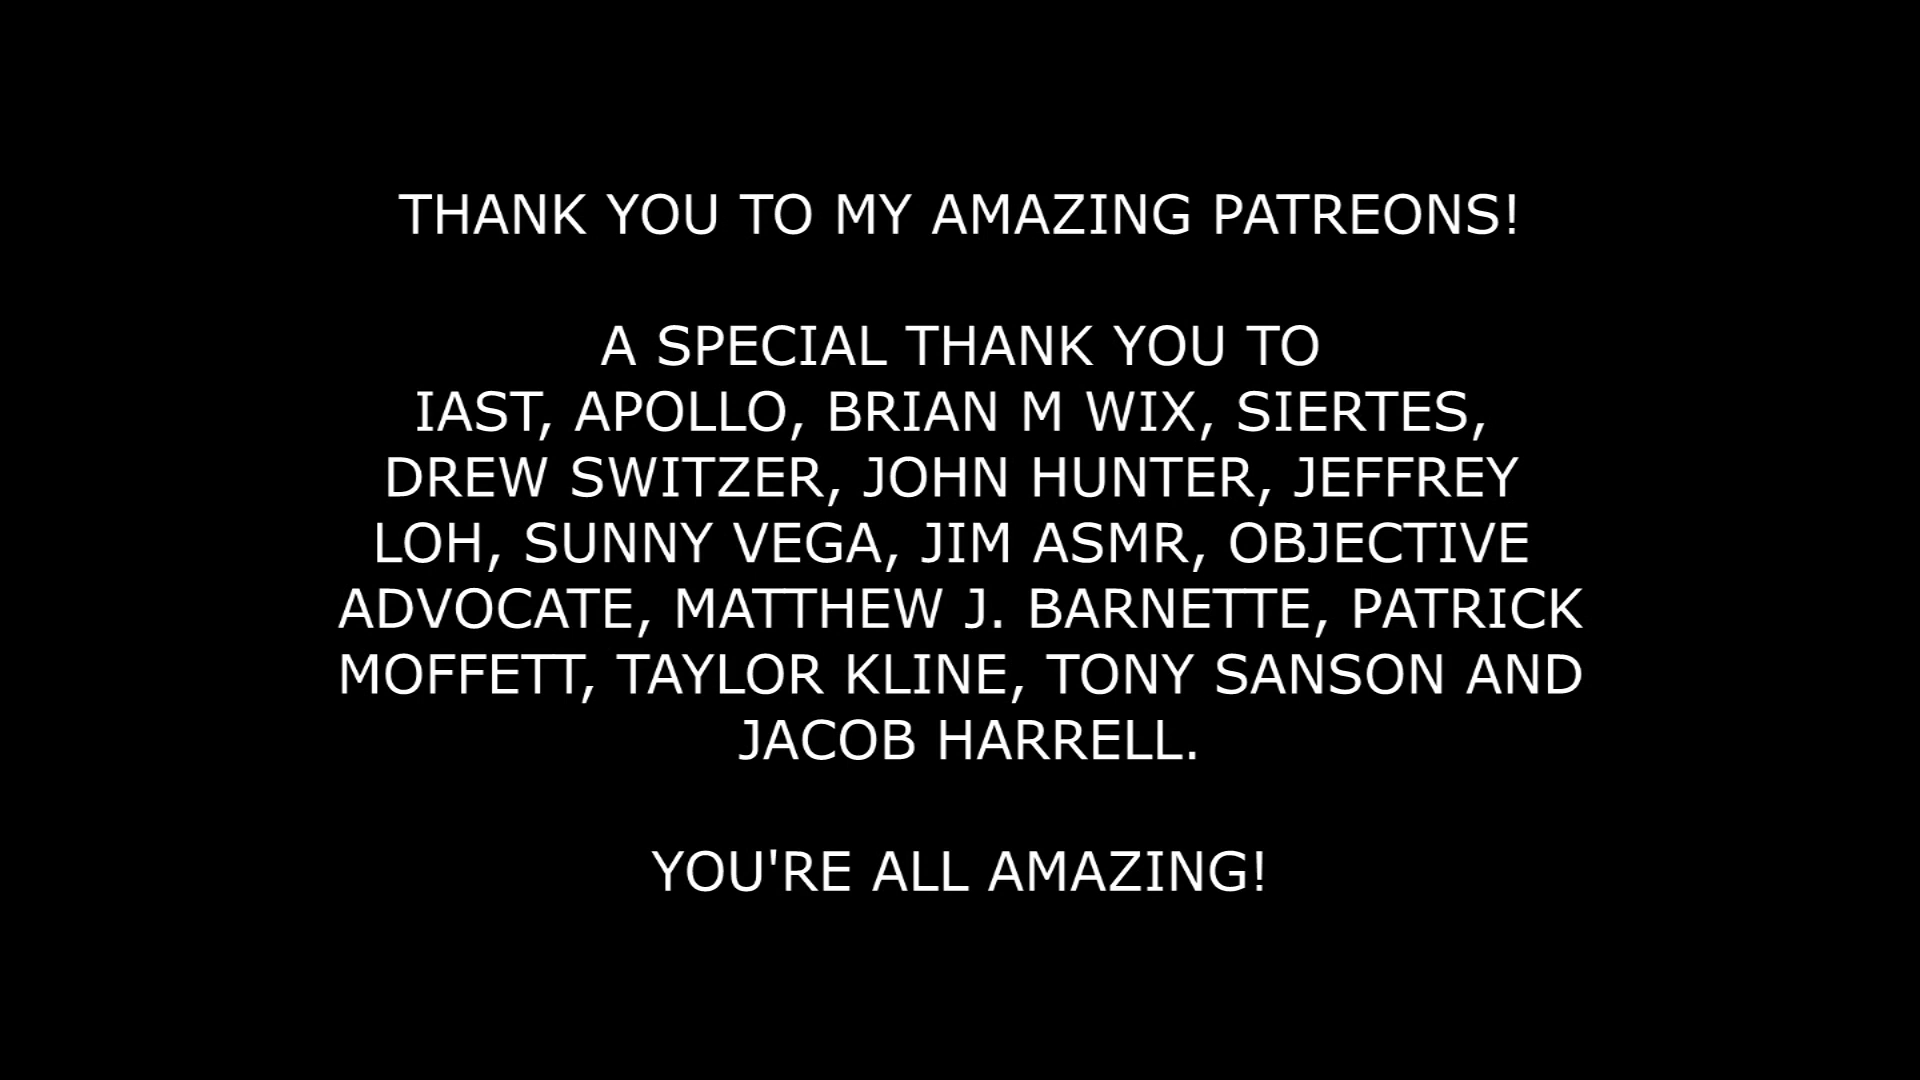 THANK YOU TO MY AMAZING PATREONS!
A SPECIAL THANK YOU TO
IAST, APOLLO, BRIAN M WIX, SIERTES,
DREW SWITZER, JOHN HUNTER, JEFFREY
LOH, SUNNY VEGA, JIM ASMR, OBJECTIVE
ADVOCATE, MATTHEW J. BARNETTE, PATRICK
MOFFETT, TAYLOR KLINE, TONY SANSON AND
JACOB HARRELL.
YOU'RE ALL AMAZING!